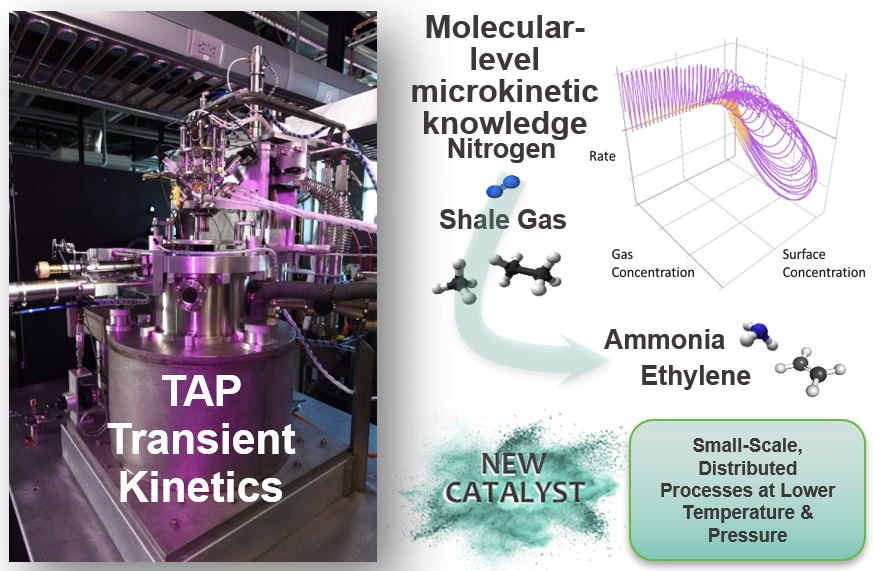 TAP
Transient
Kinetics
Molecular-
level
microkinetic
knowledge
Nitrogen
Shale Gas
Rate
Gas
Concentration
Surface
Concentration
Ammonia
Ethylene
NEW
CATALYST
Small-Scale,
Distributed
Processes at Lower
Temperature &
Pressure